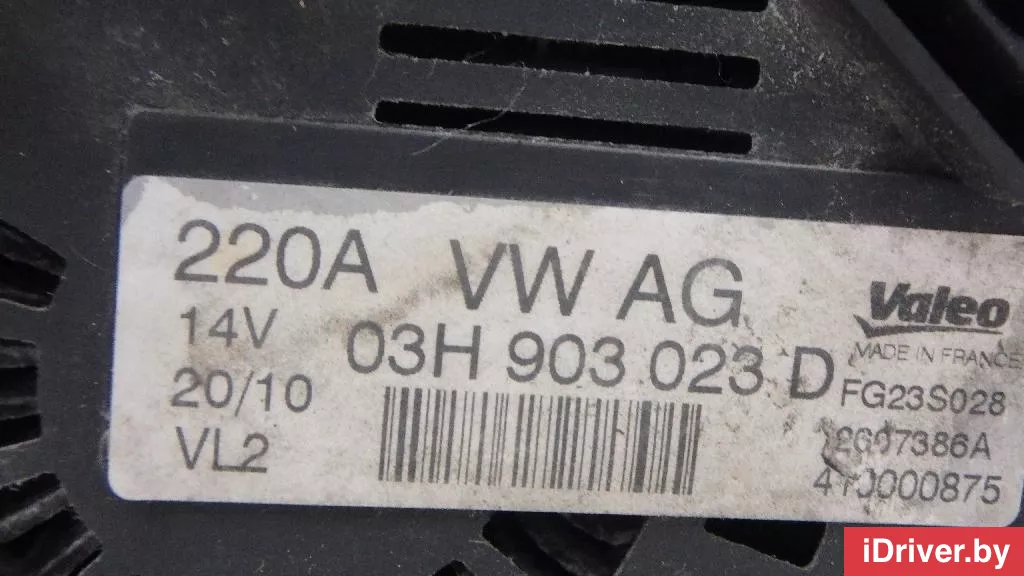 220A VW AG
14V 03H 903 023 D
20/10
VL2
Valeo
MADE IN FRANCE
FG23S028
2607386A
410000875
iDriver.by